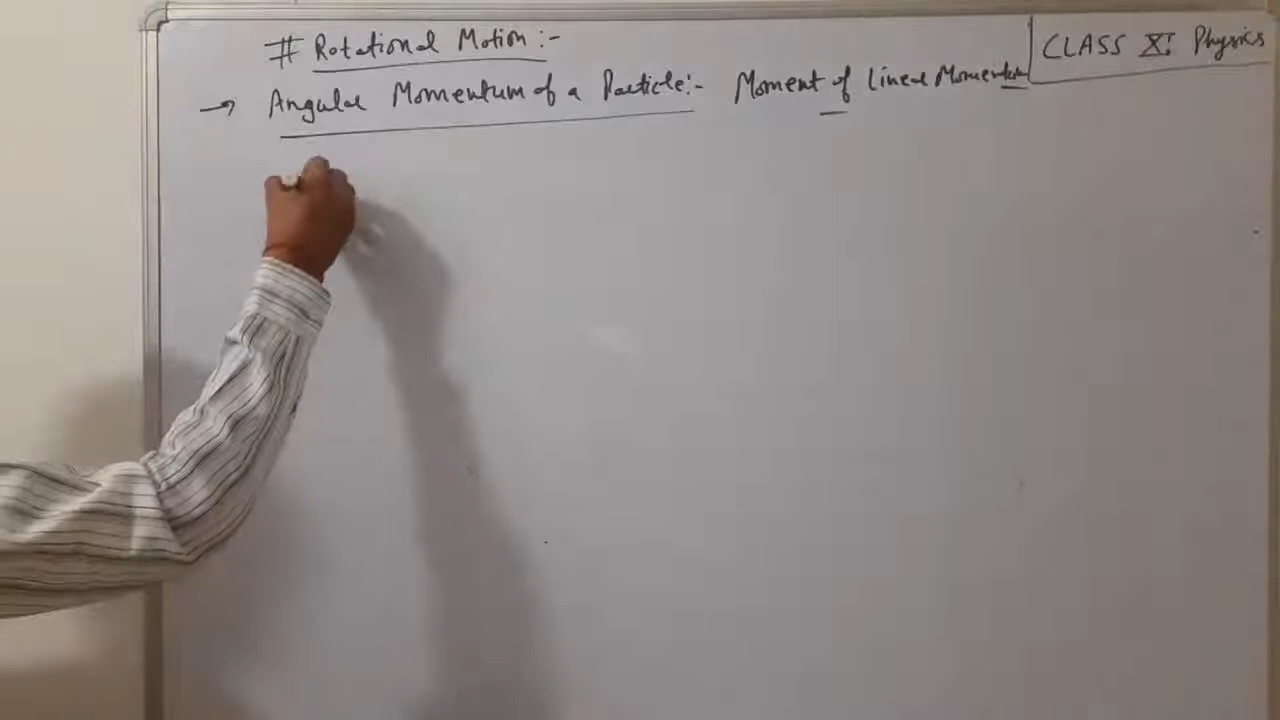 # Rotational Motion :-
CLASS XI Physics
→ Angular Momentum of a Particle:- Moment of Linear Momentum